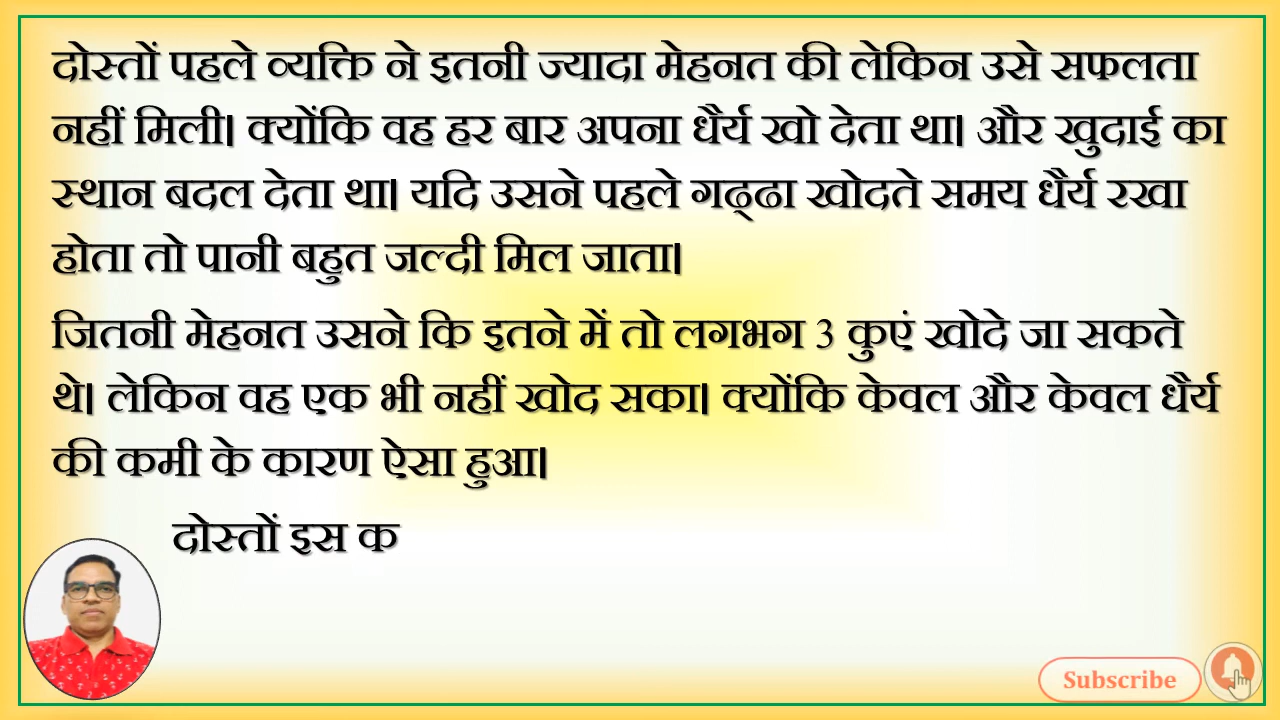 दोस्तों पहले व्यक्ति ने इतनी ज्यादा मेहनत की लेकिन उसे सफलता
नहीं मिली। क्योंकि वह हर बार अपना धैर्य खो देता था। और खुदाई का
स्थान बदल देता था। यदि उसने पहले गढ्ढा खोदते समय धैर्य रखा
होता तो पानी बहुत जल्दी मिल जाता।
जितनी मेहनत उसने कि इतने में तो लगभग 3 कुएं खोदे जा सकते
थे। लेकिन वह एक भी नहीं खोद सका। क्योंकि केवल और केवल धैर्य
की कमी के कारण ऐसा हुआ।
दोस्तों इस क
Subscribe